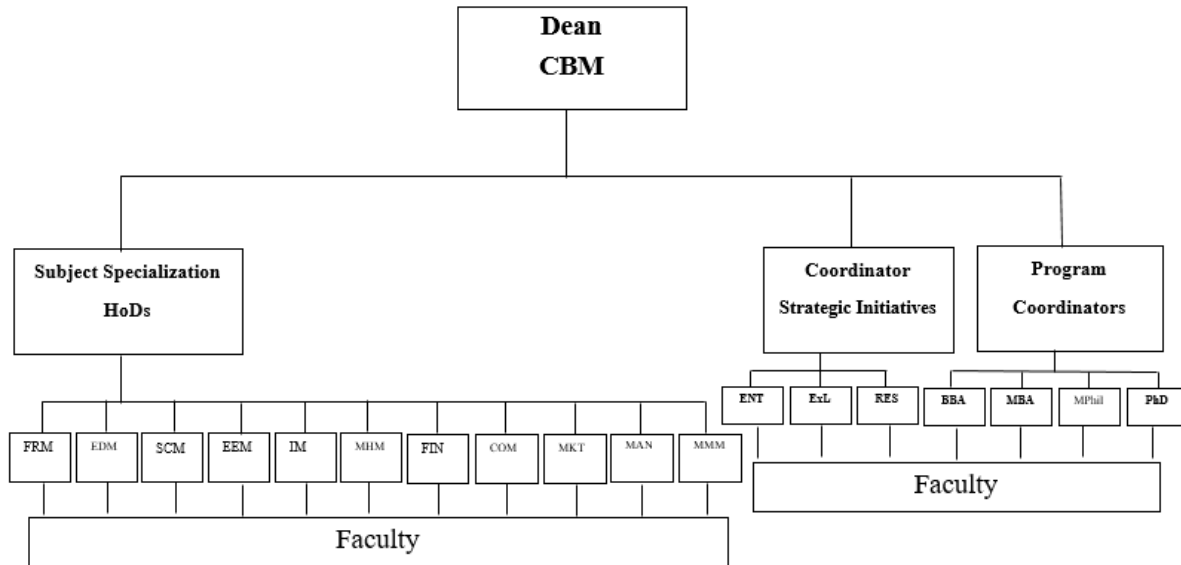 Dean
CBM
Subject Specialization
HoDs
Coordinator
Strategic Initiatives
Program
Coordinators
ENT
ExL
RES
BBA
MBA
MPhil
PhD
FRM
EDM
SCM
EEM
IM
MHM
FIN
COM
MKT
MAN
MMM
Faculty
Faculty